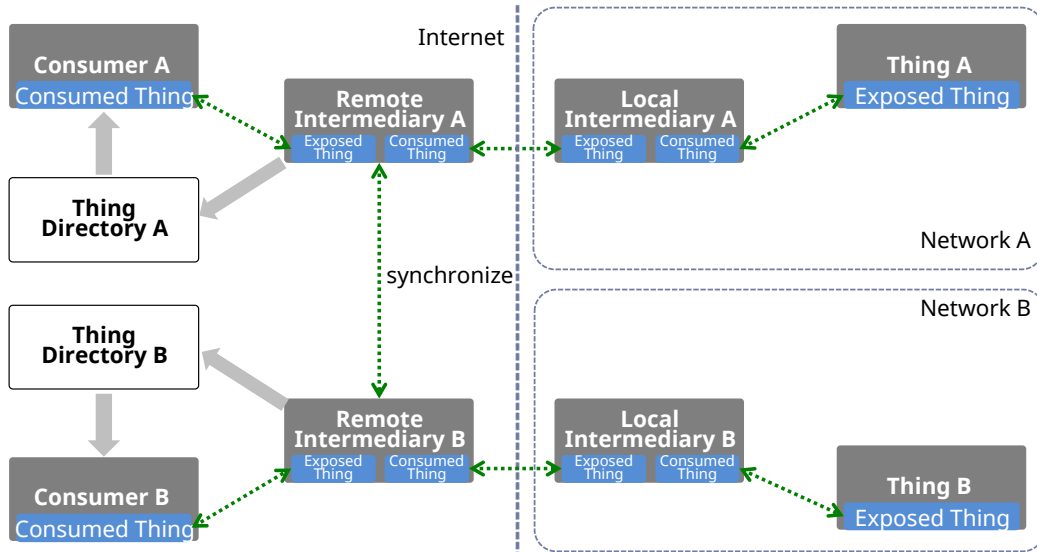 Internet
Consumer A
Consumed Thing
Remote
Intermediary A
Exposed
Thing
Consumed
Thing
Local
Intermediary A
Exposed
Thing
Consumed
Thing
Thing A
Exposed Thing
Thing
Directory A
Network A
synchronize
Thing
Directory B
Network B
Remote
Intermediary B
Exposed
Thing
Consumed
Thing
Local
Intermediary B
Exposed
Thing
Consumed
Thing
Consumer B
Consumed Thing
Thing B
Exposed Thing